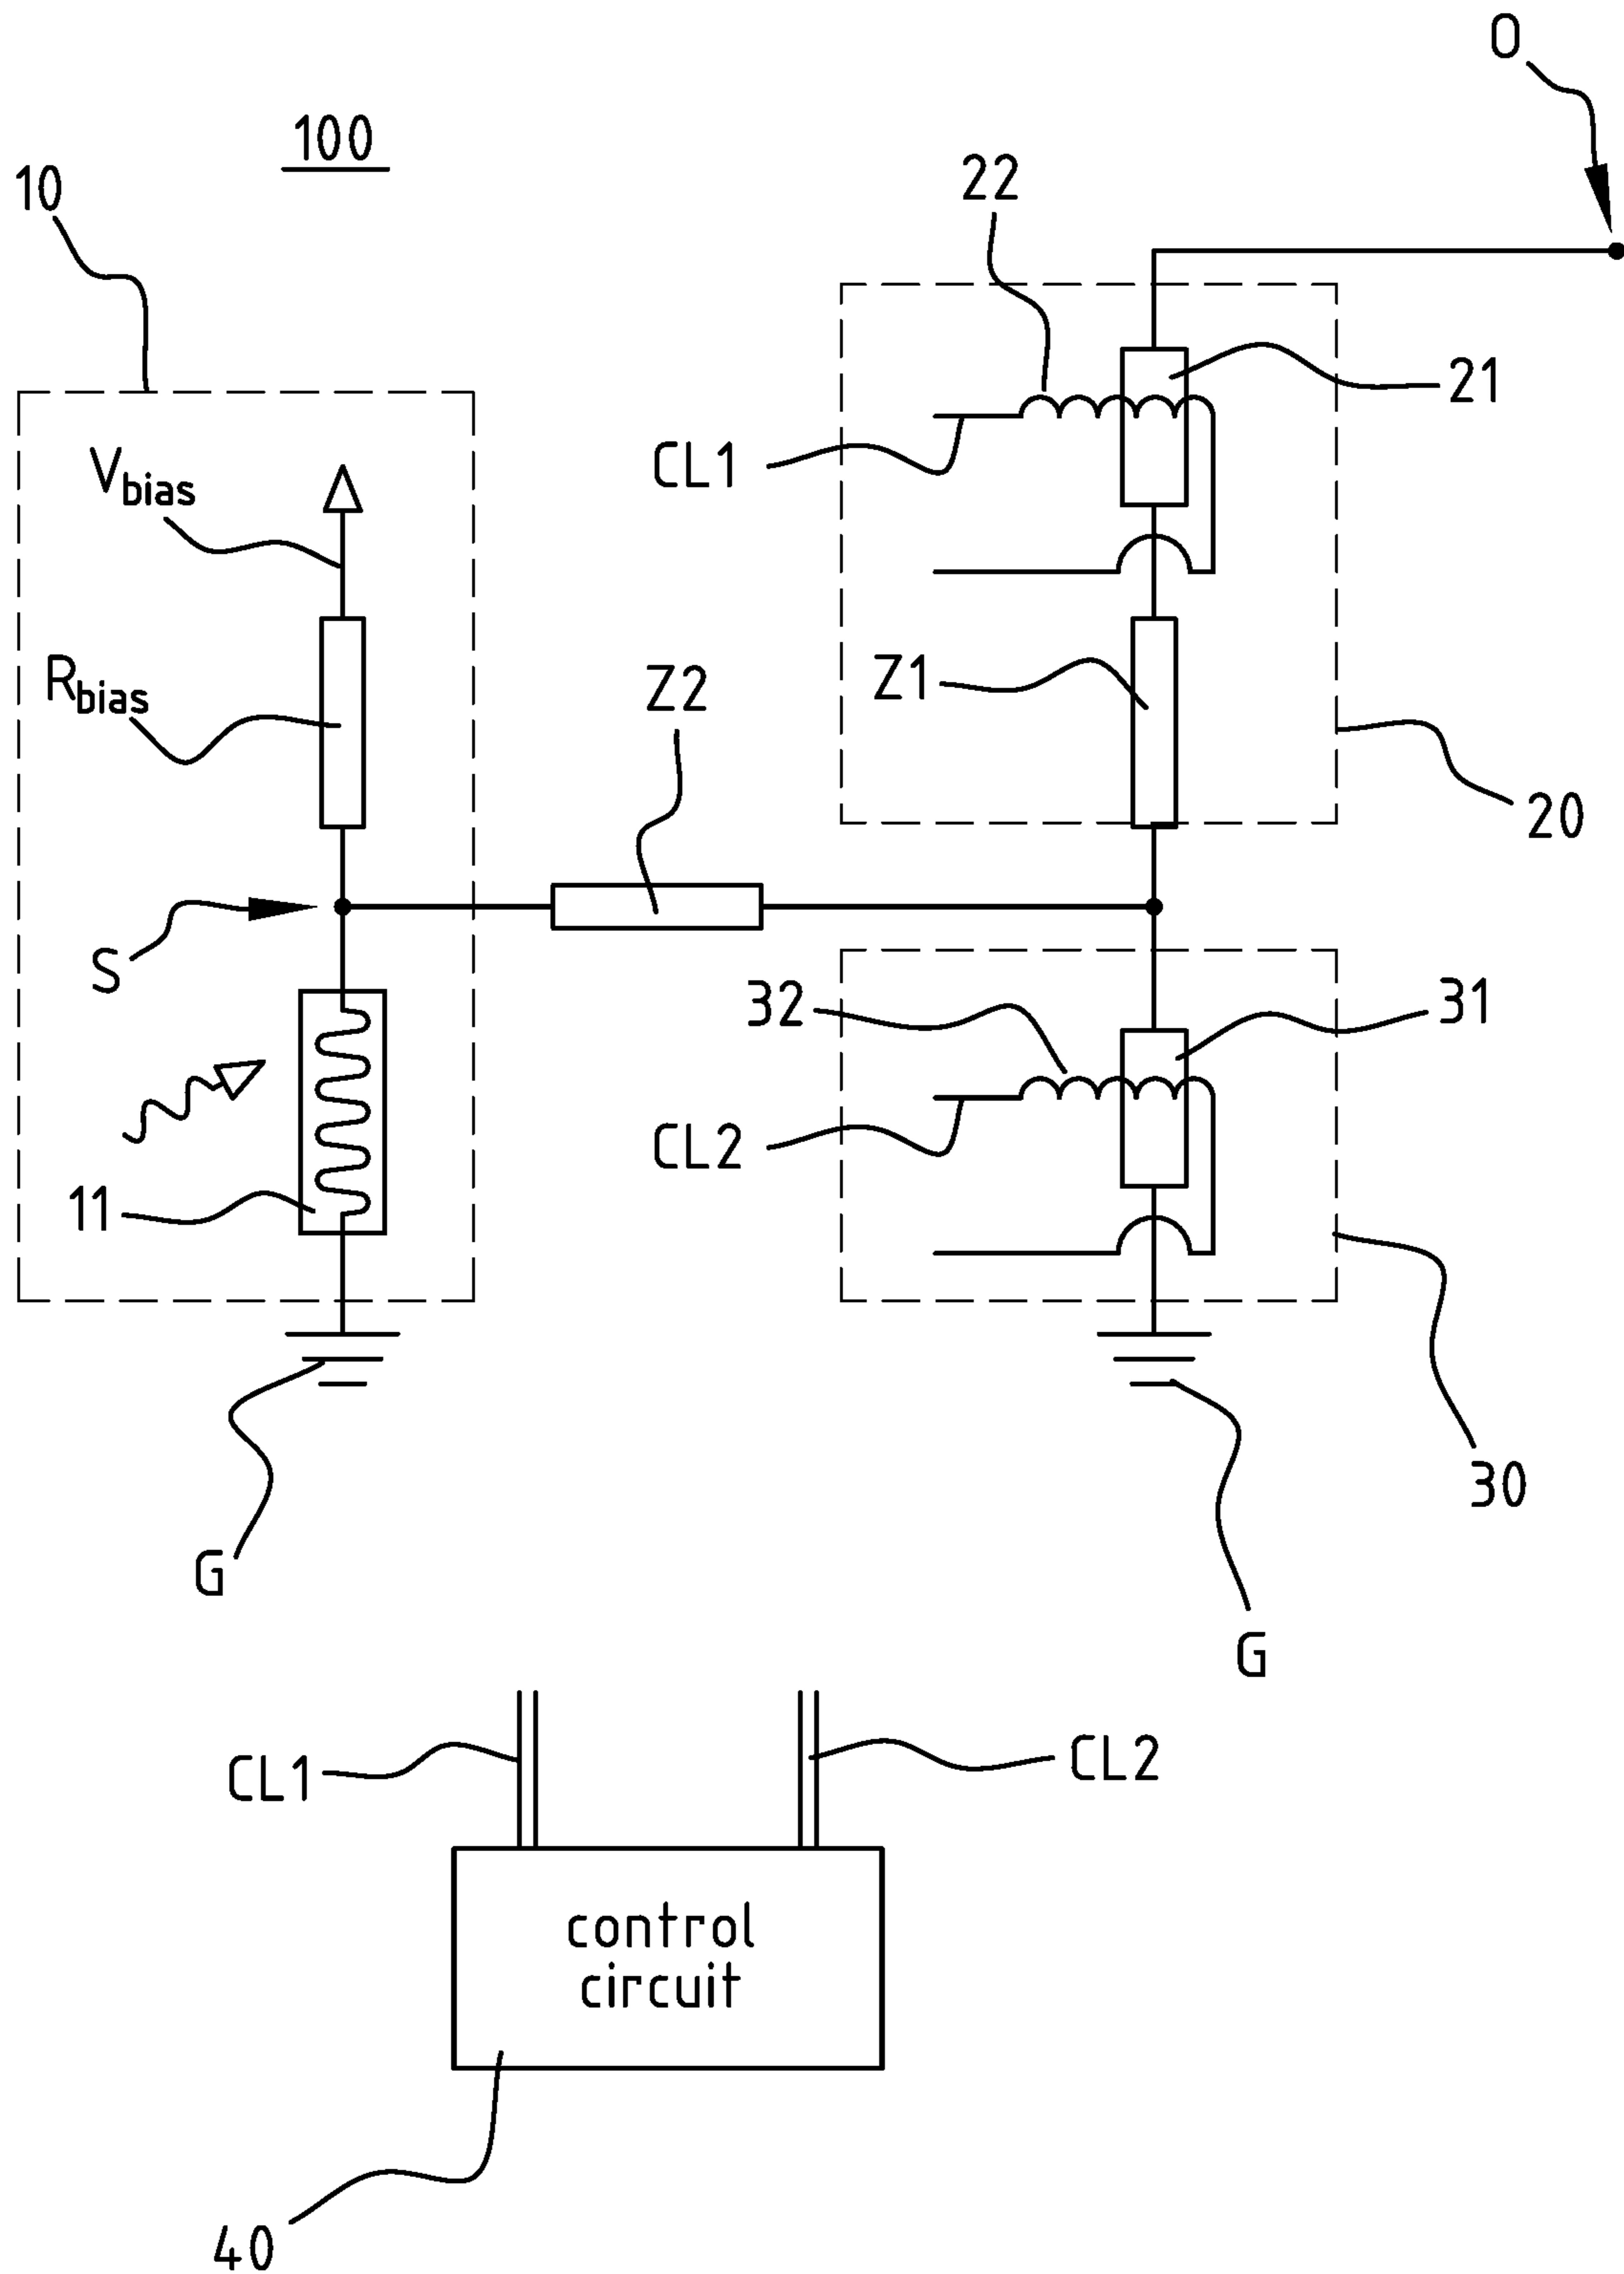 O
100
10
22
21
CL1
Vbias
Rbias
Z2
Z1
20
S
32
31
CL2
11
30
G
G
CL1
CL2
control
circuit
40